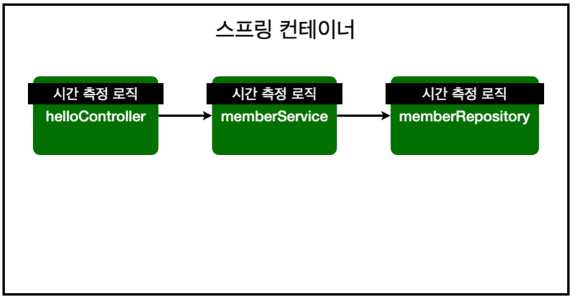 스프링 컨테이너
시간 측정 로직
helloController
시간 측정 로직
memberService
시간 측정 로직
memberRepository